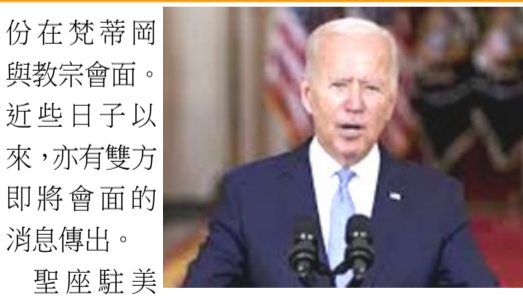 份在梵蒂岡
與教宗會面。
近些日子以
來，亦有雙方
即將會面的
消息傳出。
聖座駐美